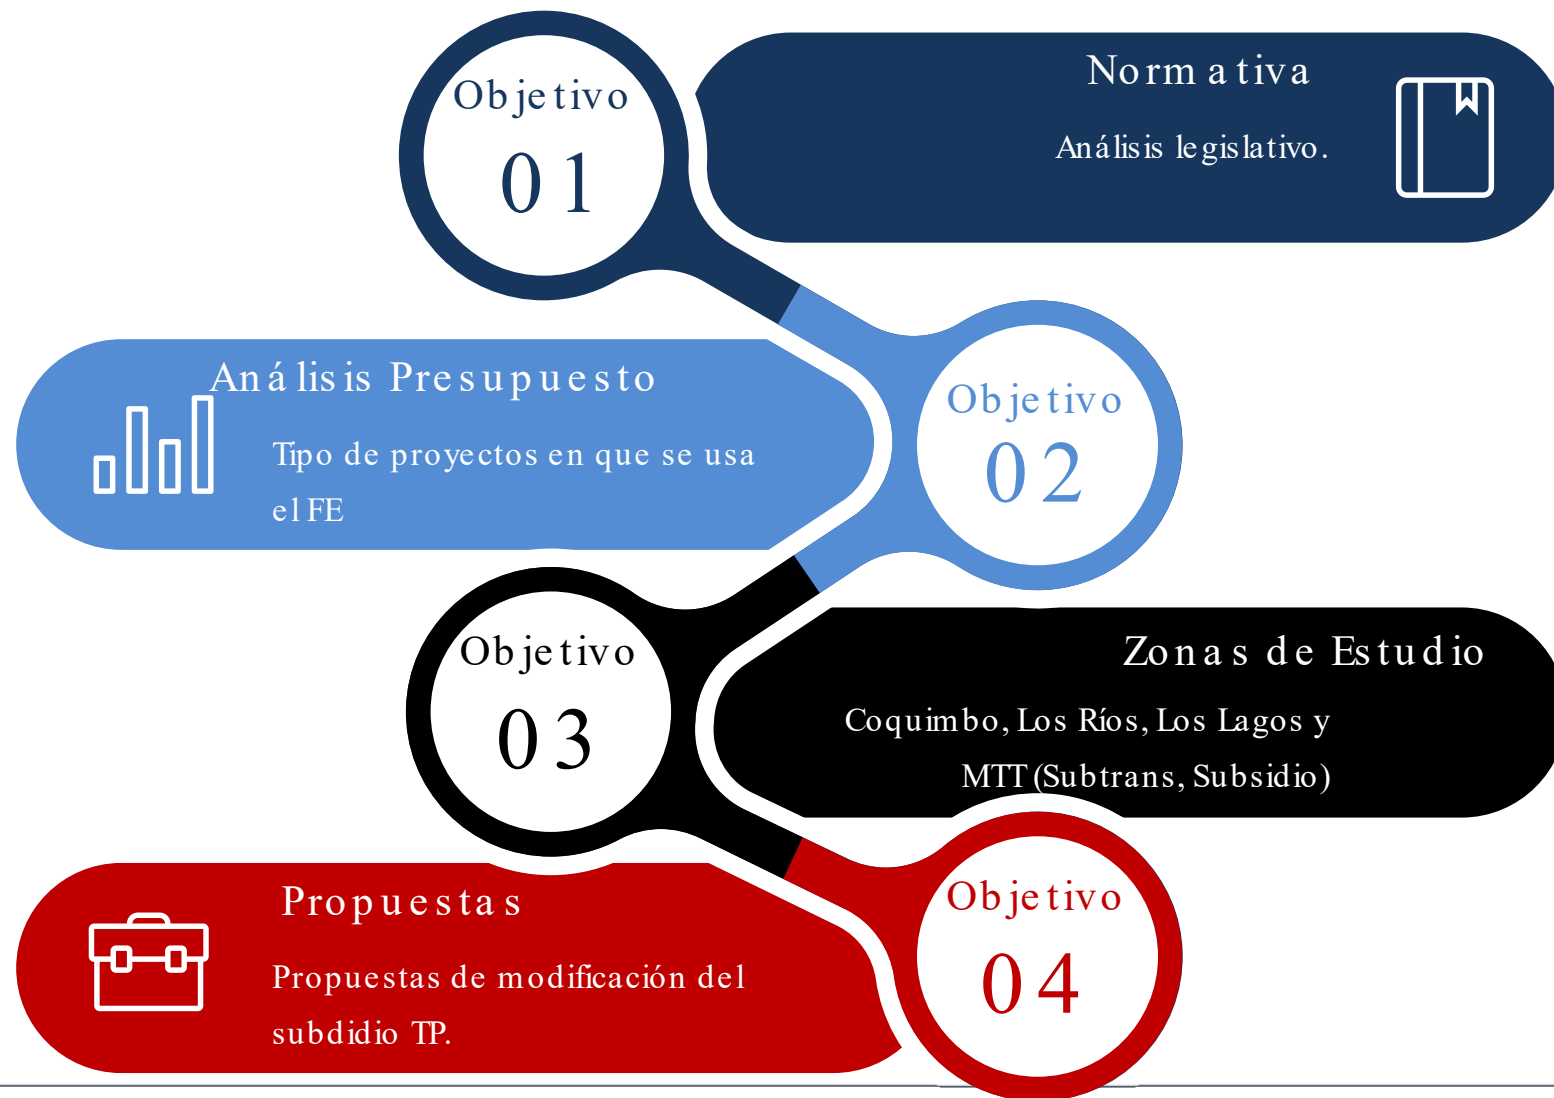 Objetivo
01
Normativa
Análisis legislativo.
Análisis Presupuesto
Tipo de proyectos en que se usa
el FE
Objetivo
02
Objetivo
03
Zonas de Estudio
Coquimbo, Los Ríos, Los Lagos y
MTT (Subtrans, Subsidio)
Propuestas
Propuestas de modificación del
subdidio TP.
Objetivo
04